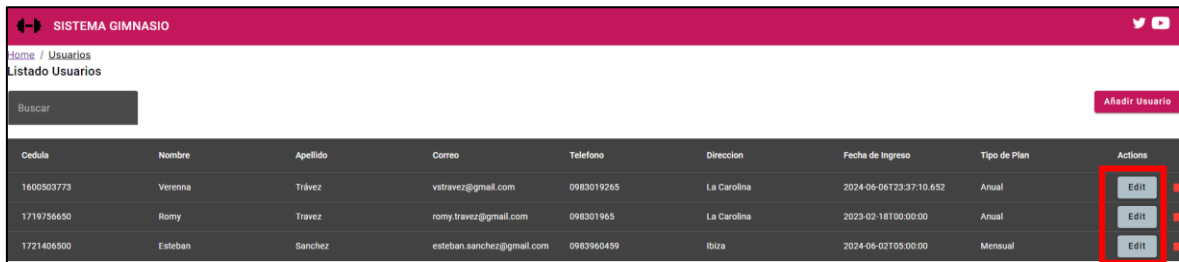 SISTEMA GIMNASIO
Home / Usuarios
Listado Usuarios
Buscar
Añadir Usuario
Cedula Nombre Apellido Correo Telefono Direccion Fecha de Ingreso Tipo de Plan Actions
1600503773 Verenna Trávez vstravez@gmail.com 0983019265 La Carolina 2024-06-06T23:37:10.652 Anual Edit
1719756650 Romy Travez romy.travez@gmail.com 098301965 La Carolina 2023-02-18T00:00:00 Anual Edit
1721406500 Esteban Sanchez esteban.sanchez@gmail.com 0983960459 Ibiza 2024-06-02T05:00:00 Mensual Edit